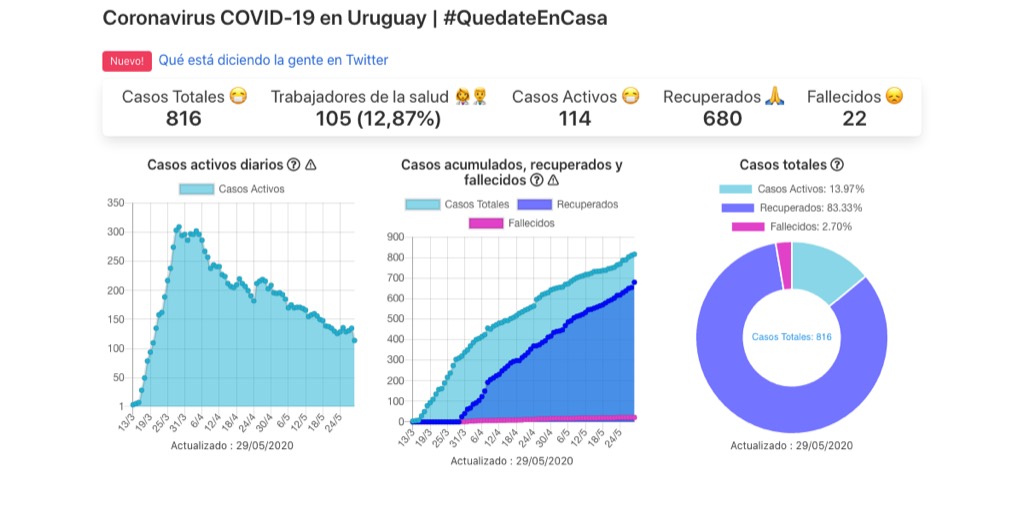 Coronavirus COVID-19 en Uruguay | #QuedateEnCasa
Nuevo! Qué está diciendo la gente en Twitter
Casos Totales 😷 Trabajadores de la salud 👩‍⚕️👨‍⚕️ Casos Activos 😷 Recuperados 🙏 Fallecidos 😞
816 105 (12,87%) 114 680 22
Casos activos diarios
Casos Activos
350
300
250
200
150
100
50
1
13/3 19/3 25/3 31/3 6/4 12/4 18/4 24/4 30/4 6/5 12/5 18/5 24/5
Actualizado : 29/05/2020
Casos acumulados, recuperados y
fallecidos
Casos Totales Recuperados
Fallecidos
900
800
700
600
500
400
300
200
100
0
13/3 19/3 25/3 31/3 6/4 12/4 18/4 24/4 30/4 6/5 12/5 18/5 24/5
Actualizado : 29/05/2020
Casos totales
Casos Activos: 13.97%
Recuperados: 83.33%
Fallecidos: 2.70%
Casos Totales: 816
Actualizado : 29/05/2020